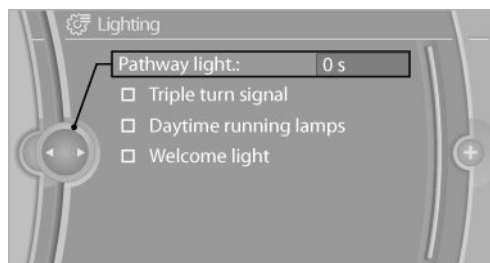 Lighting
Pathway light.: 0 s
Triple turn signal
Daytime running lamps
Welcome light